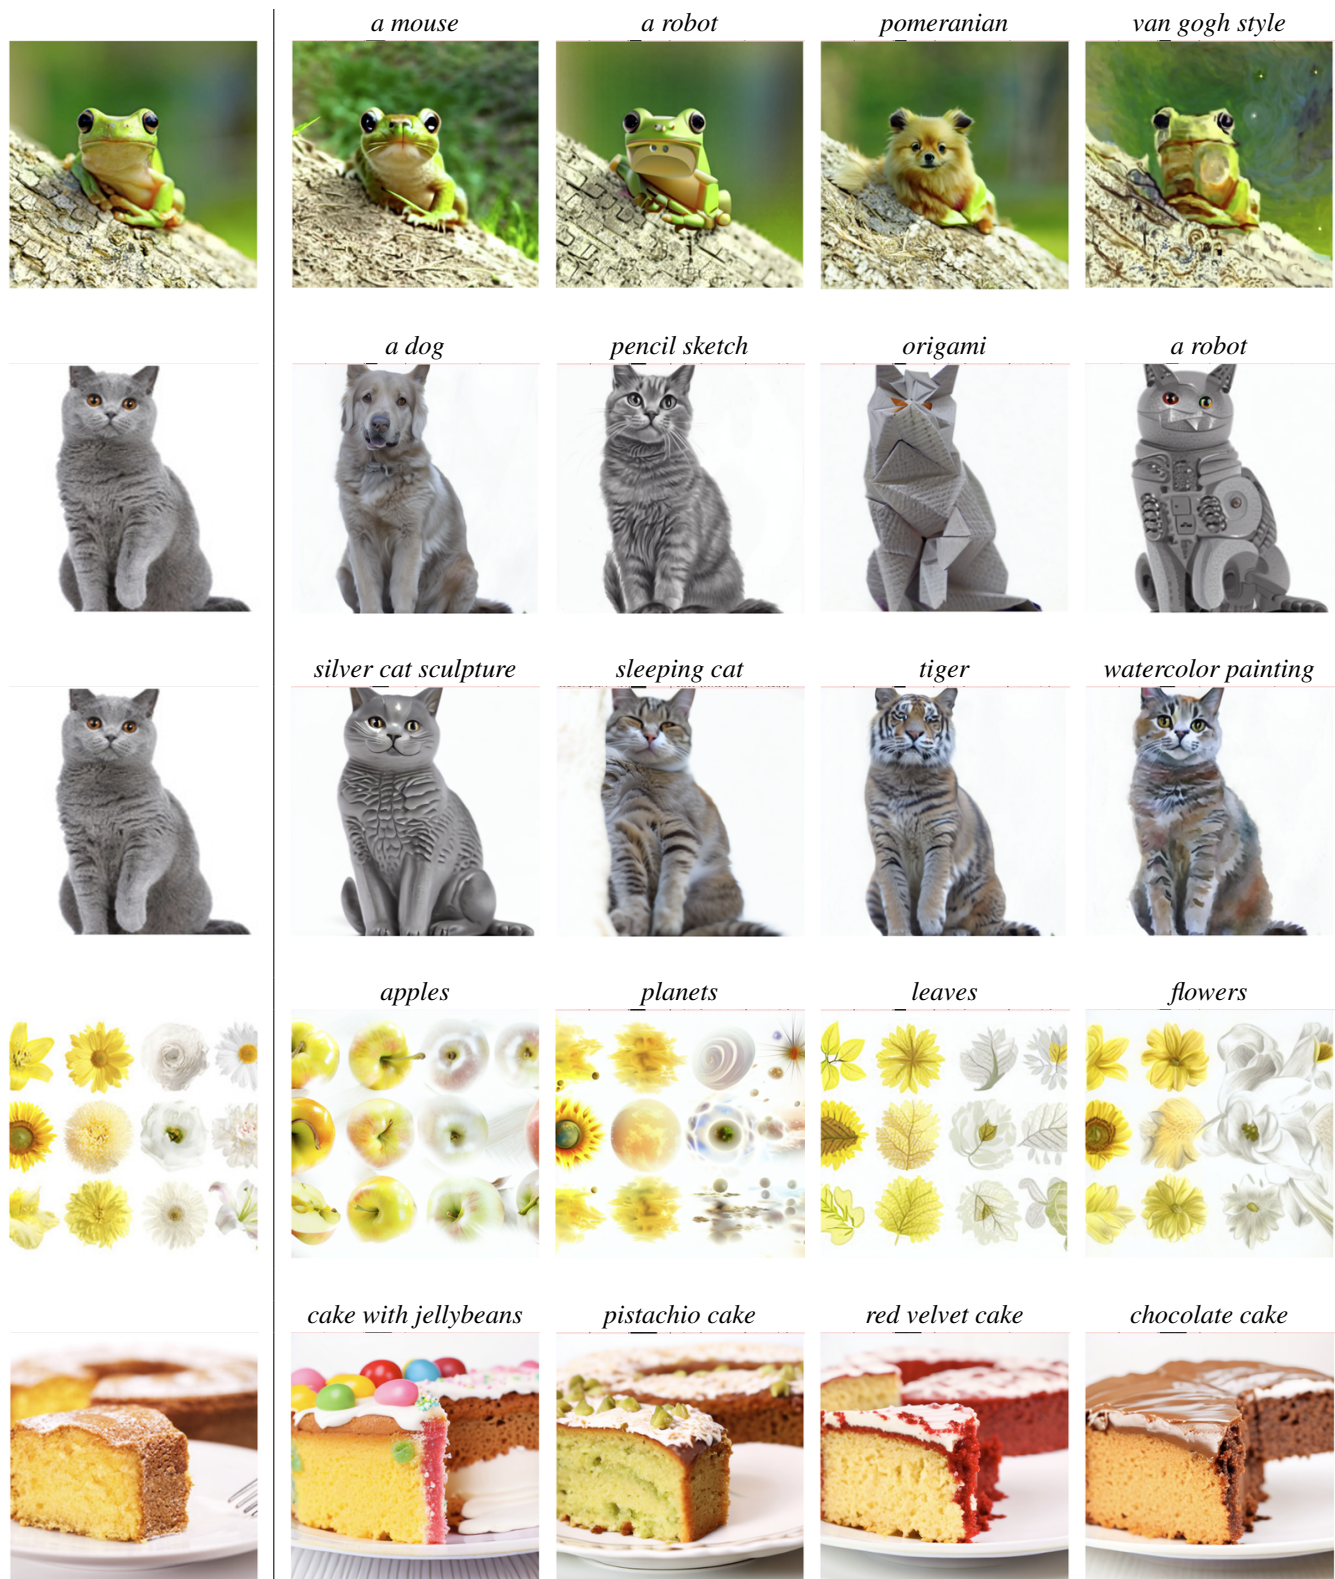 a mouse a robot pomeranian van gogh style
a dog pencil sketch origami a robot
silver cat sculpture sleeping cat tiger watercolor painting
apples planets leaves flowers
cake with jellybeans pistachio cake red velvet cake chocolate cake